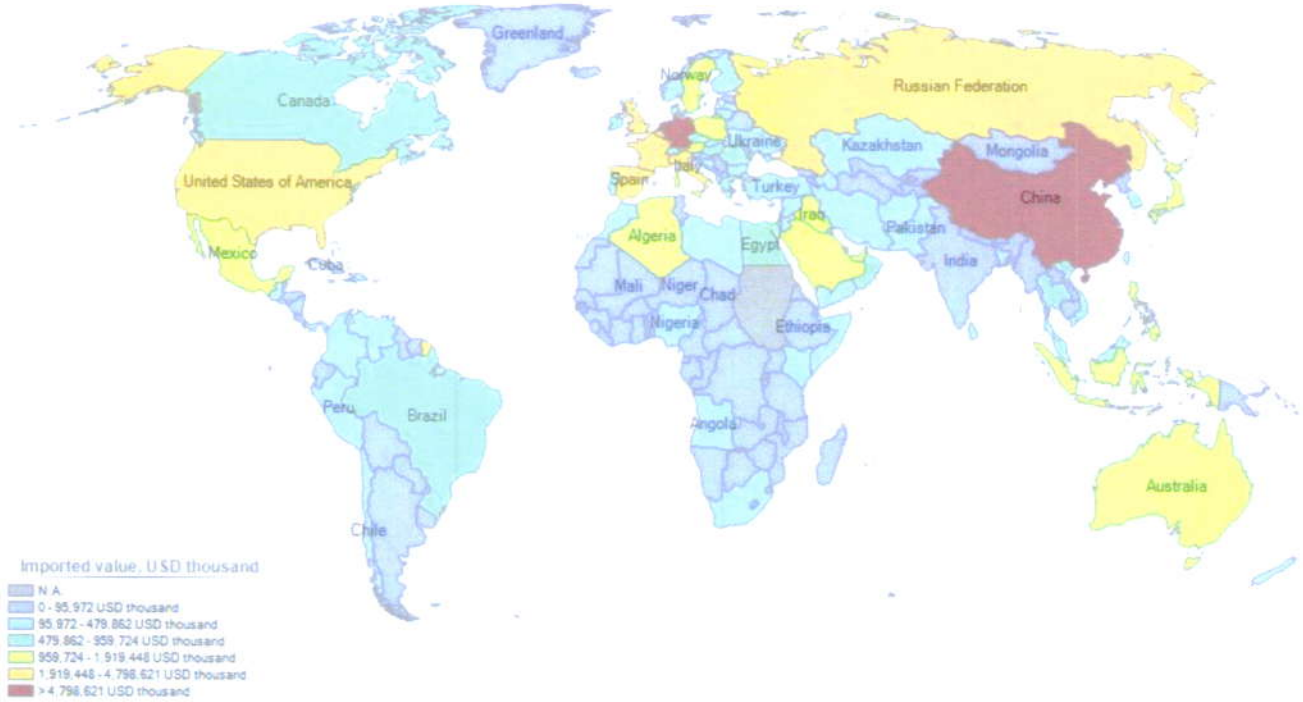 Greenland
Norway
Canada
Russian Federation
Ukraine
Kazakhstan
Mongolia
Italy
United States of America
Spain
Turkey
China
Iraq
Algeria
Pakistan
Mexico
Egypt
Cuba
India
Mali
Niger
Chad
Nigeria
Ethiopia
Peru
Brazil
Angola
Australia
Chile
Imported value, USD thousand
N.A.
0 - 95,972 USD thousand
95,972 - 479,862 USD thousand
479,862 - 959,724 USD thousand
959,724 - 1,919,448 USD thousand
1,919,448 - 4,798,621 USD thousand
> 4,798,621 USD thousand